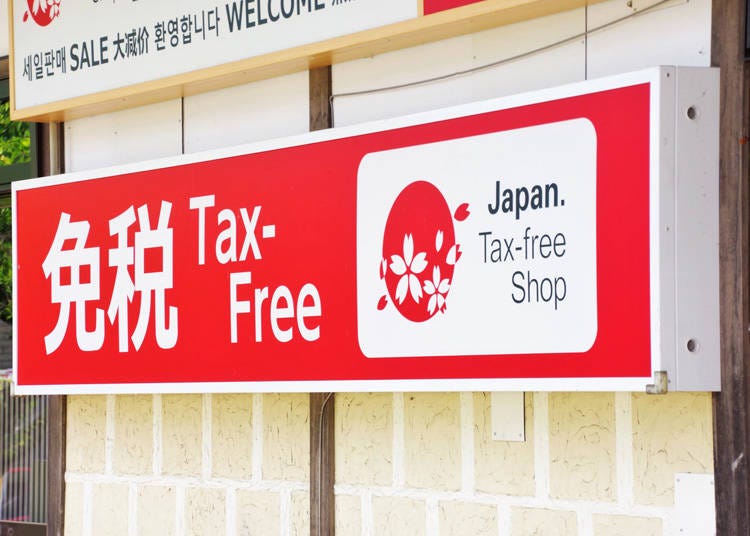 세일판매 SALE 大减价 환영합니다 WELCOME
免税
Tax-
Free
Japan.
Tax-free
Shop